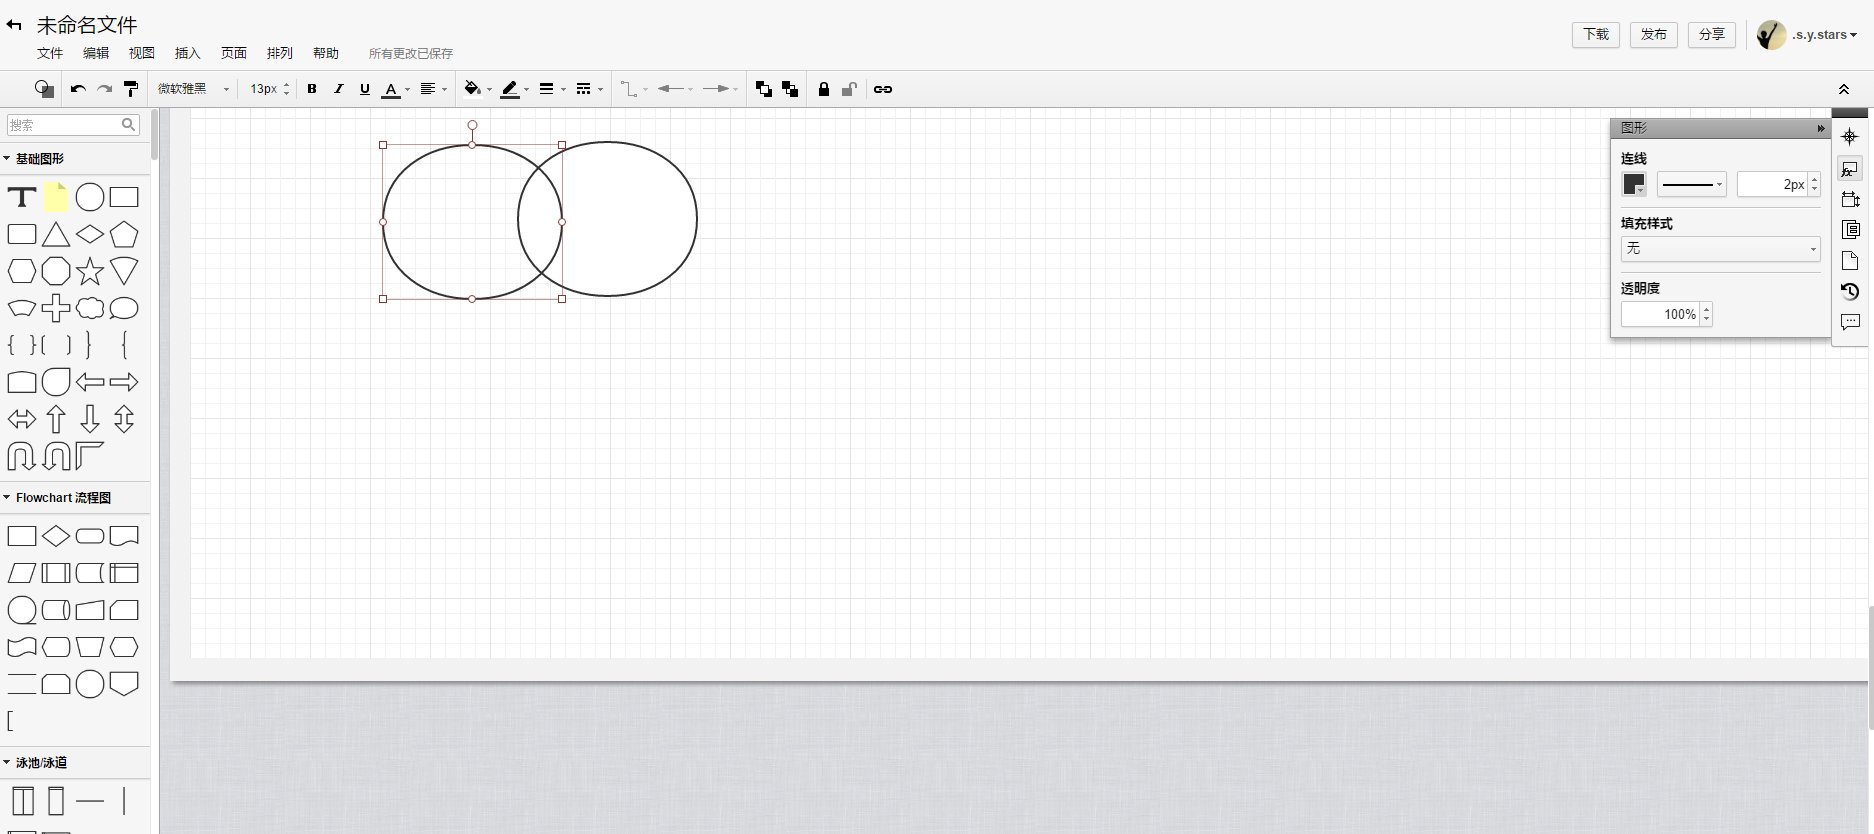 未命名文件
文件 编辑 视图 插入 页面 排列 帮助 所有更改已保存
下载 发布 分享 .s.y.stars
微软雅黑 13px B I U A
搜索
基础图形
T
Flowchart 流程图
泳池/泳道
图形
连线
2px
填充样式
无
透明度
100%
fx